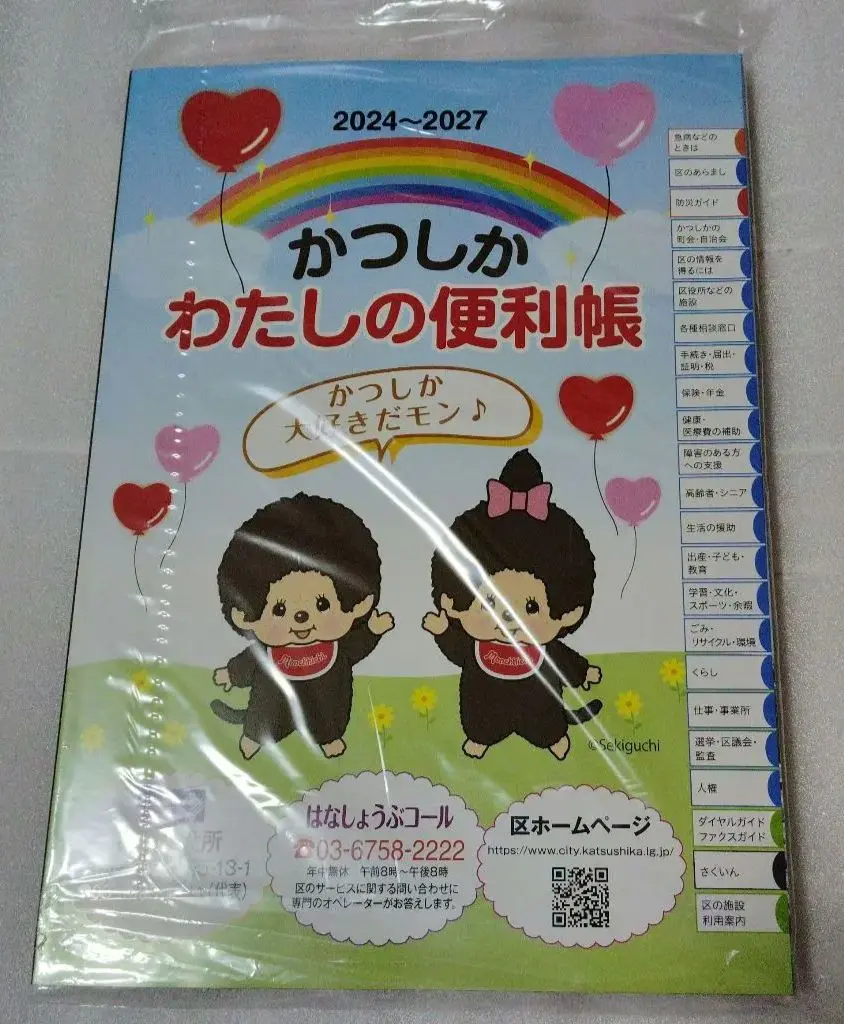 2024～2027
かつしか
わたしの便利帳
かつしか
大好きだモン♪
Monchhichi
Monchhichi
©Sekiguchi
はなしょうぶコール
☎03-6758-2222
年中無休 午前8時～午後8時
区のサービスに関する問い合わせに
専門のオペレーターがお答えします。
区ホームページ
https://www.city.katsushika.lg.jp/
-13-1
(代表)
急病などの
ときは
区のあらまし
防災ガイド
かつしかの
町会・自治会
区の情報を
得るには
区役所などの
施設
各種相談窓口
手続き・届出・
証明・税
保険・年金
健康・
医療費の補助
障害のある方
への支援
高齢者・シニア
生活の援助
出産・子ども・
教育
学習・文化・
スポーツ・余暇
ごみ・
リサイクル・環境
くらし
仕事・事業所
選挙・区議会・
監査
人権
ダイヤルガイド
ファクスガイド
さくいん
区の施設
利用案内